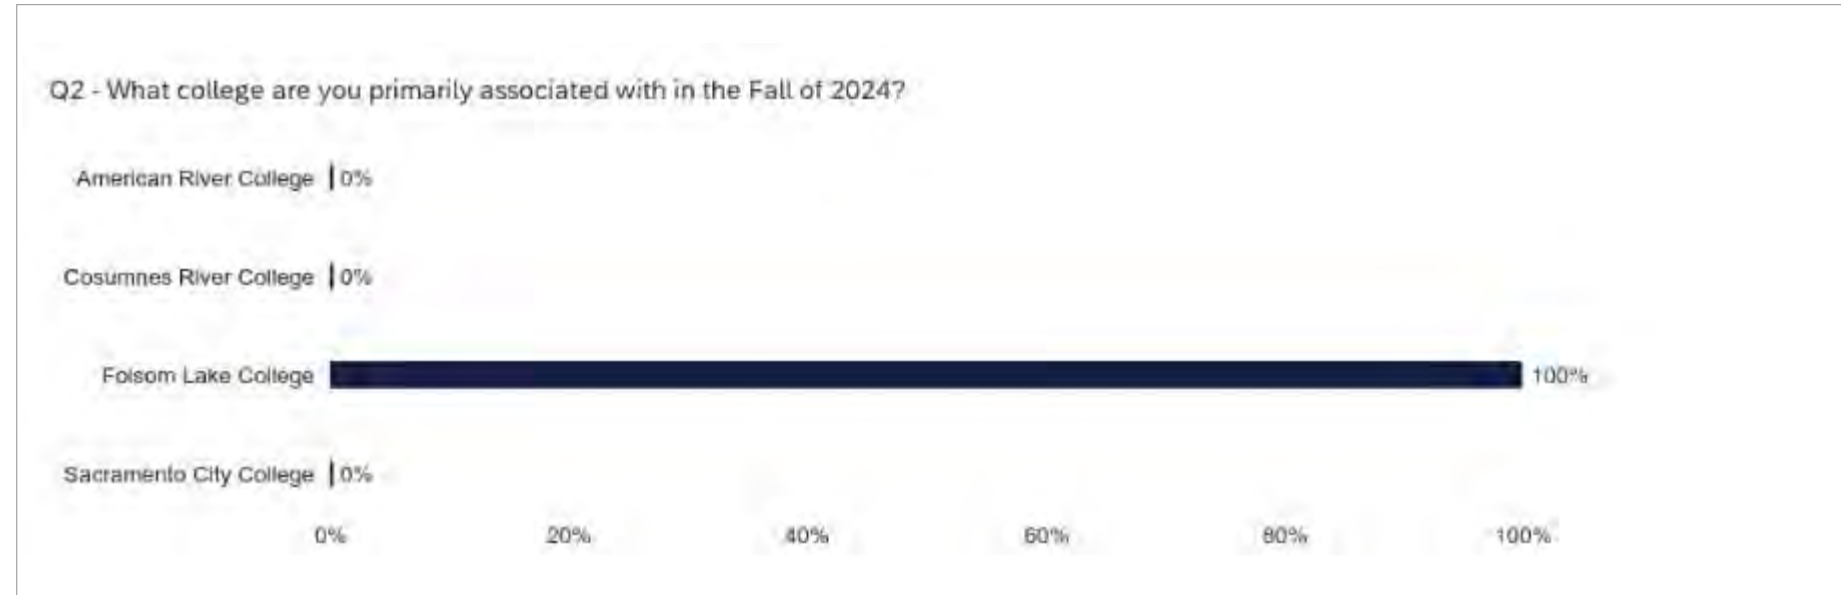 Q2 - What college are you primarily associated with in the Fall of 2024?
American River College 0%
Cosumnes River College 0%
Folsom Lake College 100%
Sacramento City College 0%
0% 20% 40% 60% 80% 100%